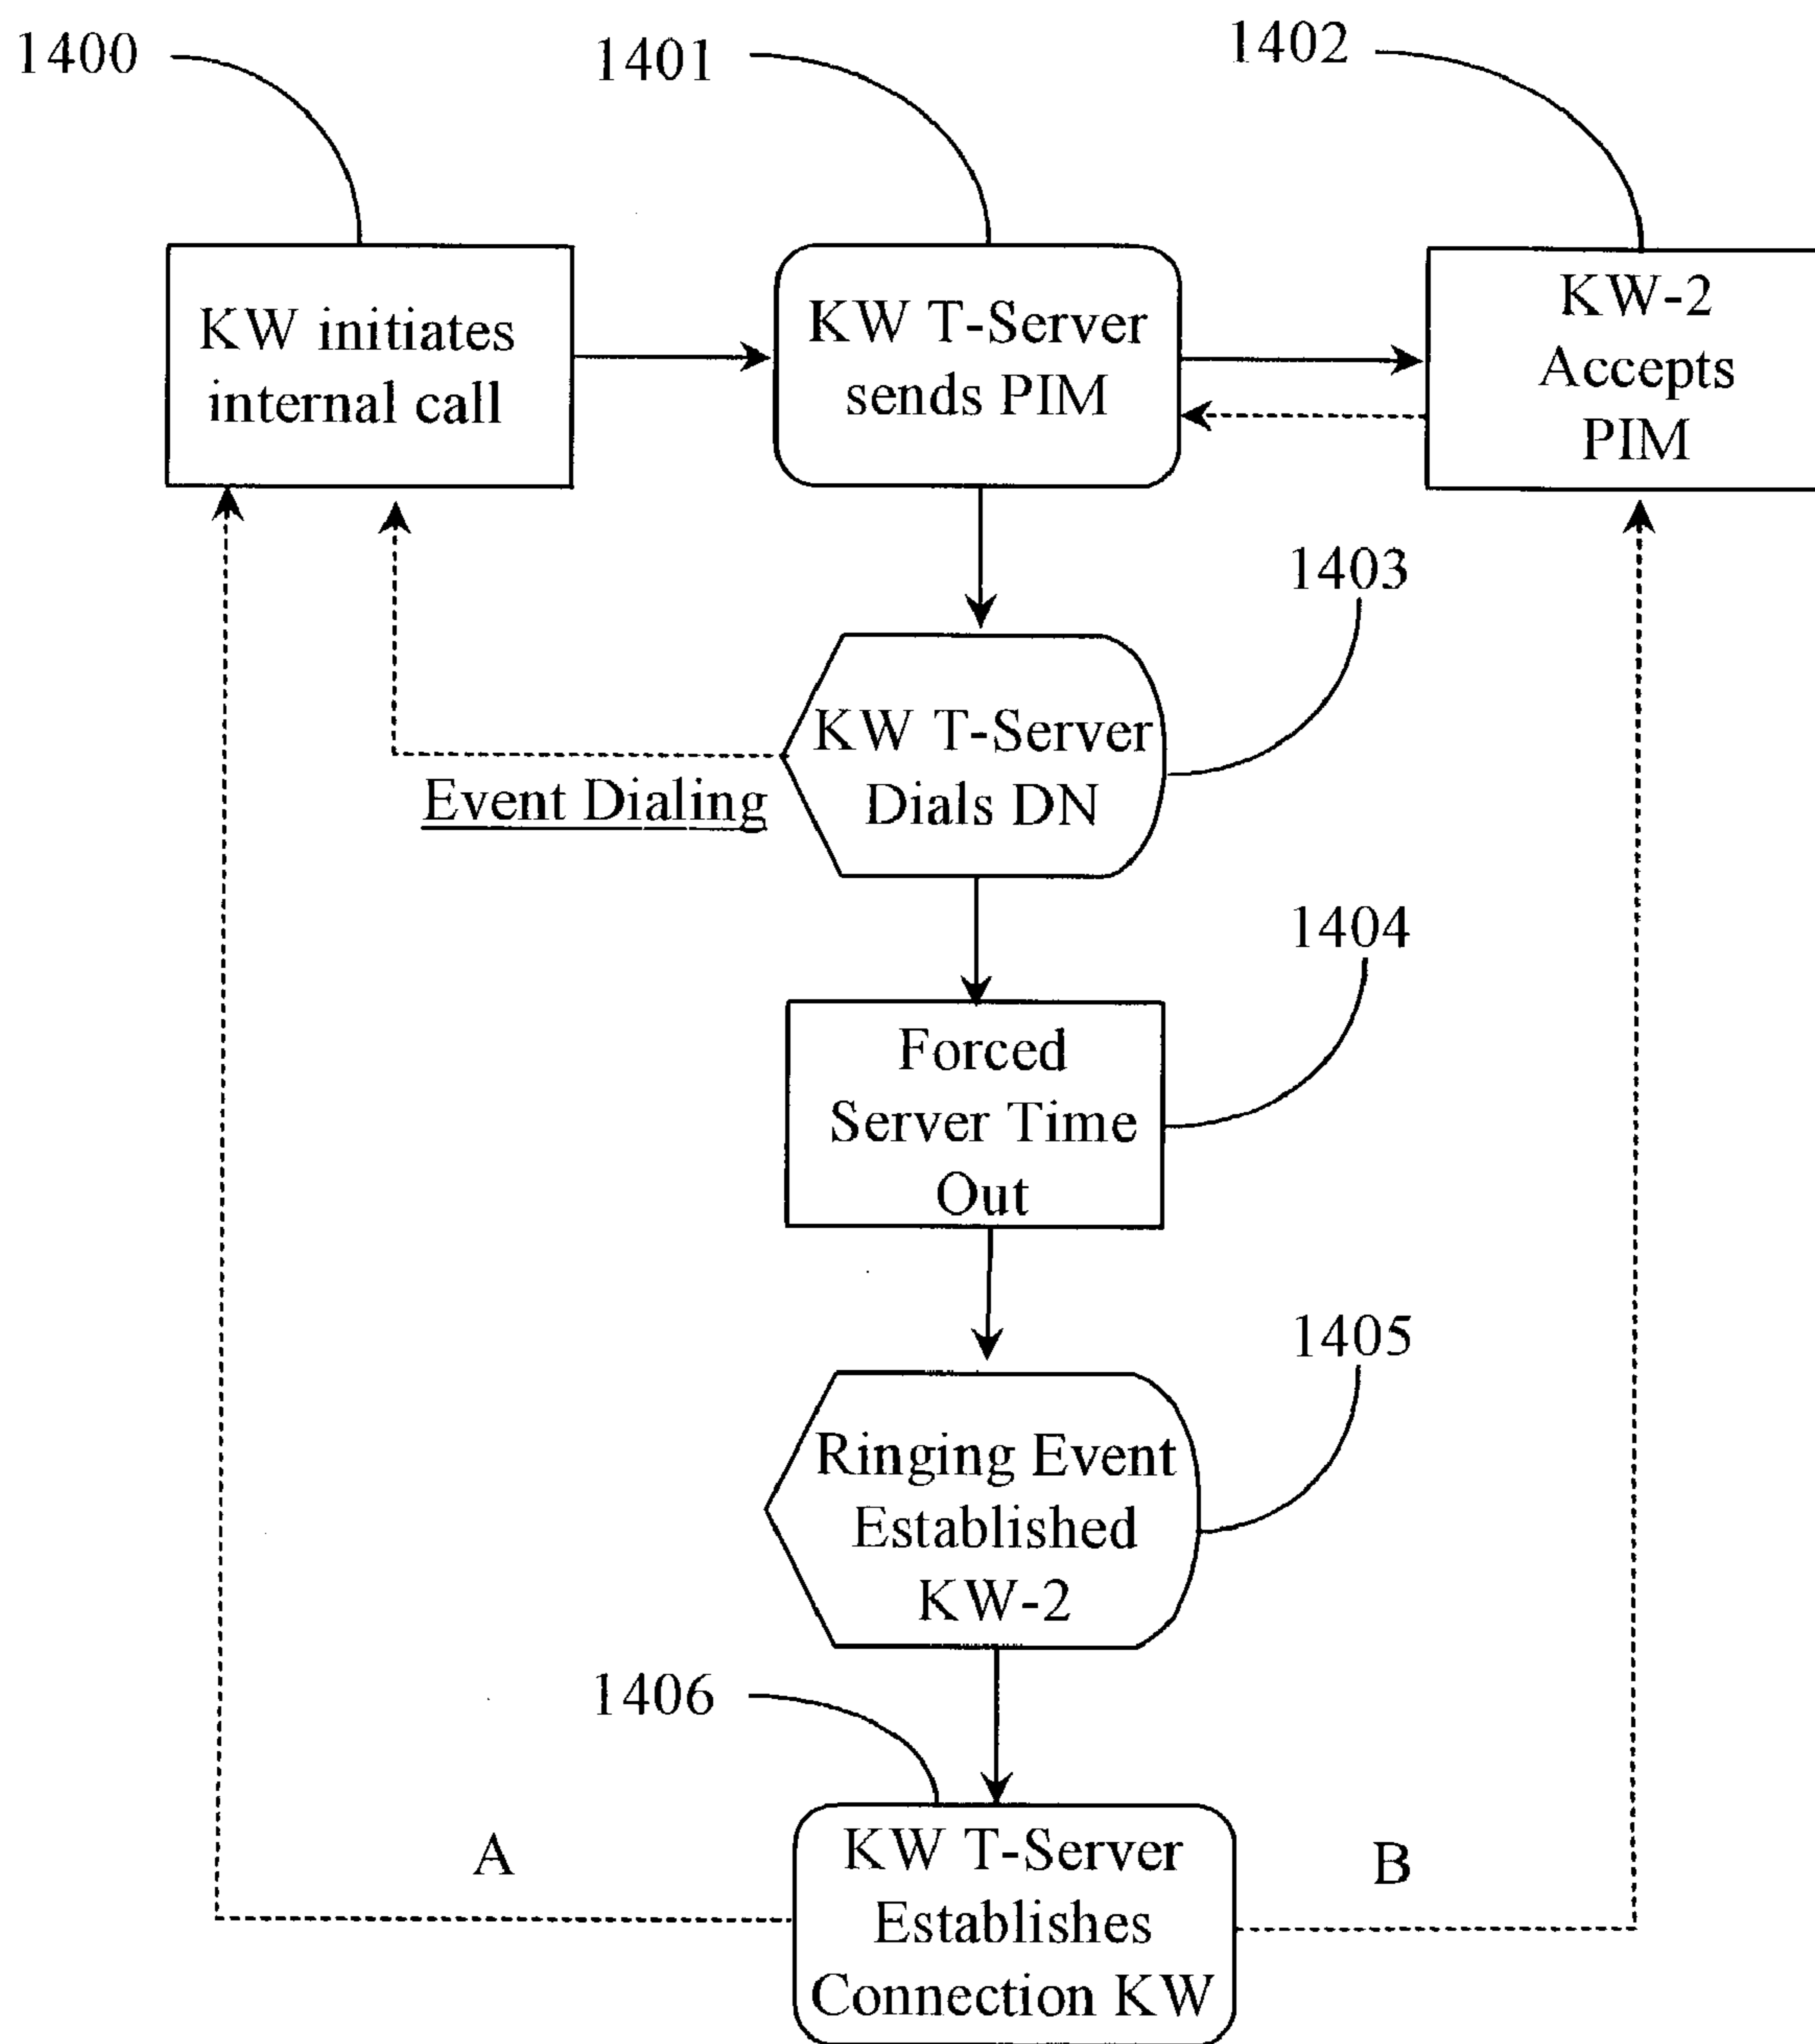 1400
1401
1402
KW initiates
internal call
KW T-Server
sends PIM
KW-2
Accepts
PIM
1403
KW T-Server
Dials DN
Event Dialing
1404
Forced
Server Time
Out
1405
Ringing Event
Established
KW-2
1406
A
KW T-Server
Establishes
Connection KW
B